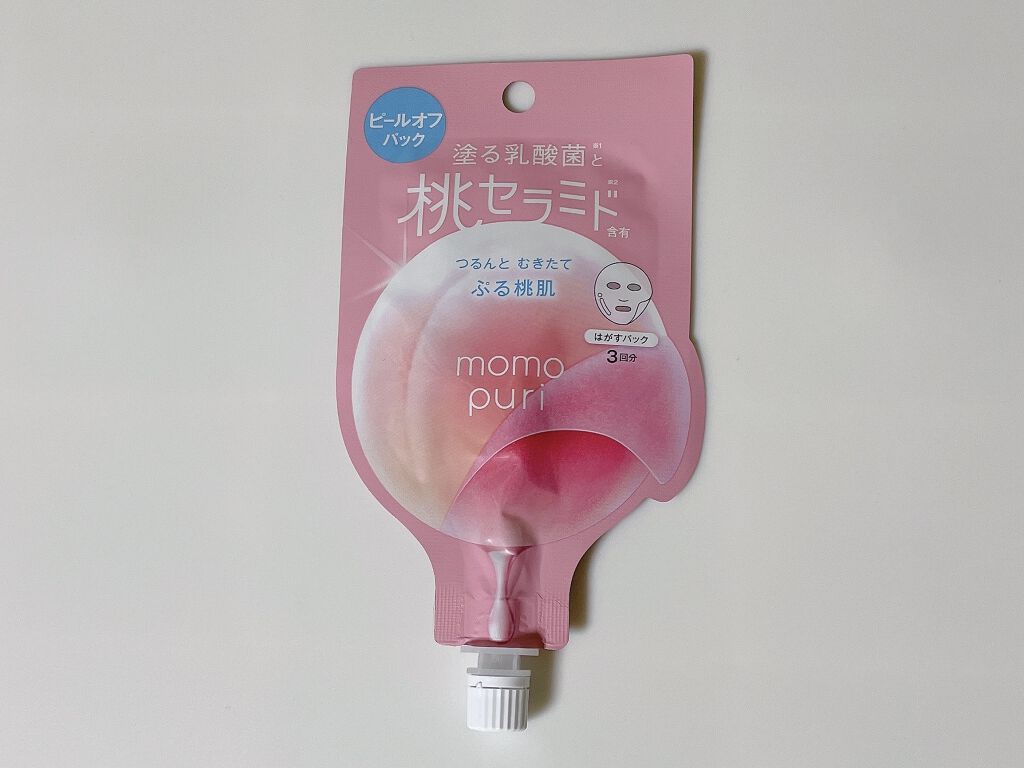 ピールオフ
パック
塗る乳酸菌※1と
桃セラミド※2
含有
つるんと むきたて
ぷる桃肌
はがすパック
3回分
momo
puri